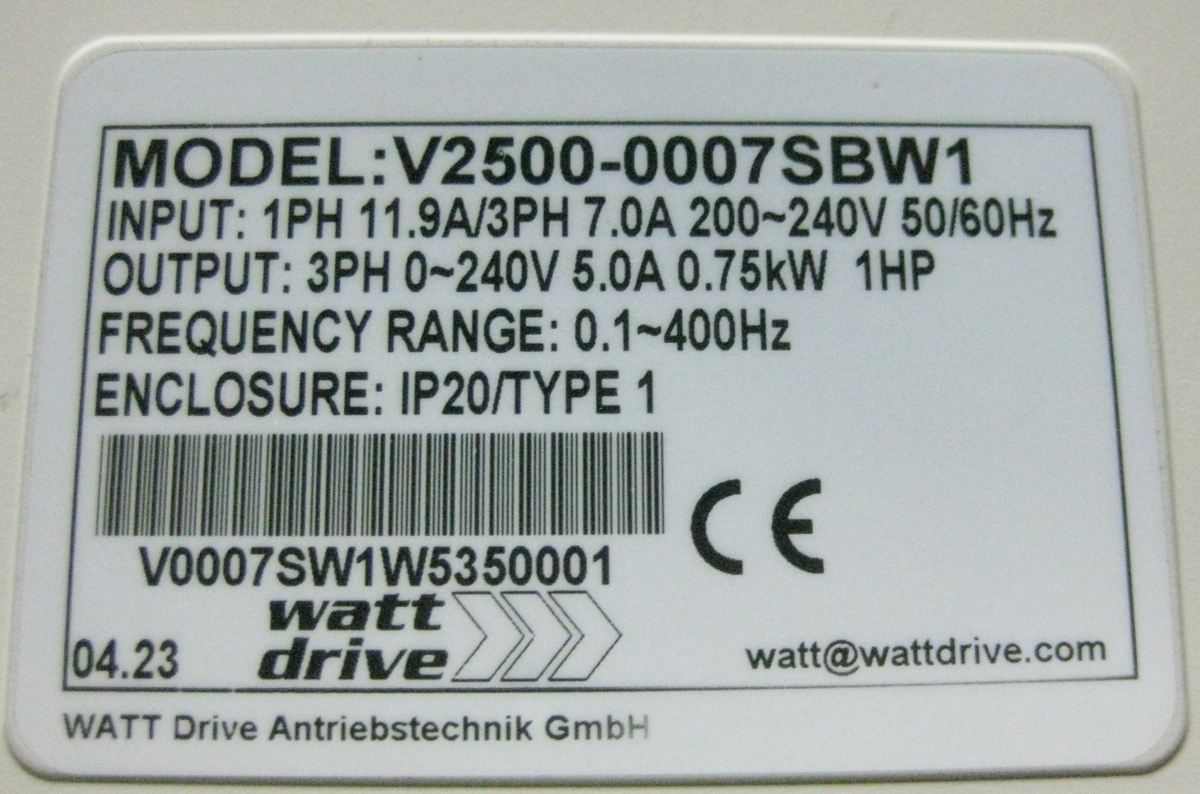 MODEL:V2500-0007SBW1
INPUT: 1PH 11.9A/3PH 7.0A 200~240V 50/60Hz
OUTPUT: 3PH 0~240V 5.0A 0.75kW 1HP
FREQUENCY RANGE: 0.1~400Hz
ENCLOSURE: IP20/TYPE 1
CE
V0007SW1W5350001
watt
drive
04.23
watt@wattdrive.com
WATT Drive Antriebstechnik GmbH